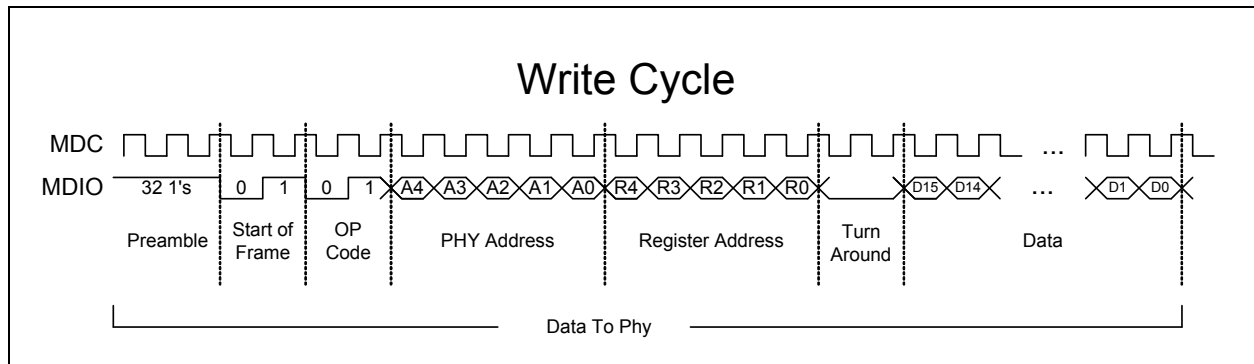 Write Cycle
MDC ...
MDIO 32 1's 0 1 0 1 A4 A3 A2 A1 A0 R4 R3 R2 R1 R0 D15 D14 ... D1 D0
Preamble Start of Frame OP Code PHY Address Register Address Turn Around Data
Data To Phy